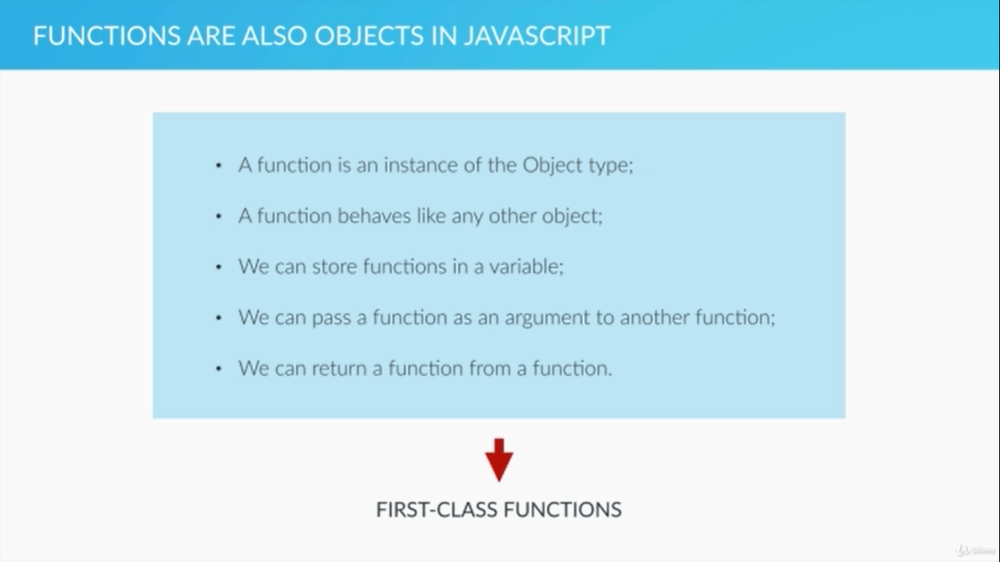 FUNCTIONS ARE ALSO OBJECTS IN JAVASCRIPT
• A function is an instance of the Object type;
• A function behaves like any other object;
• We can store functions in a variable;
• We can pass a function as an argument to another function;
• We can return a function from a function.
FIRST-CLASS FUNCTIONS
Udemy